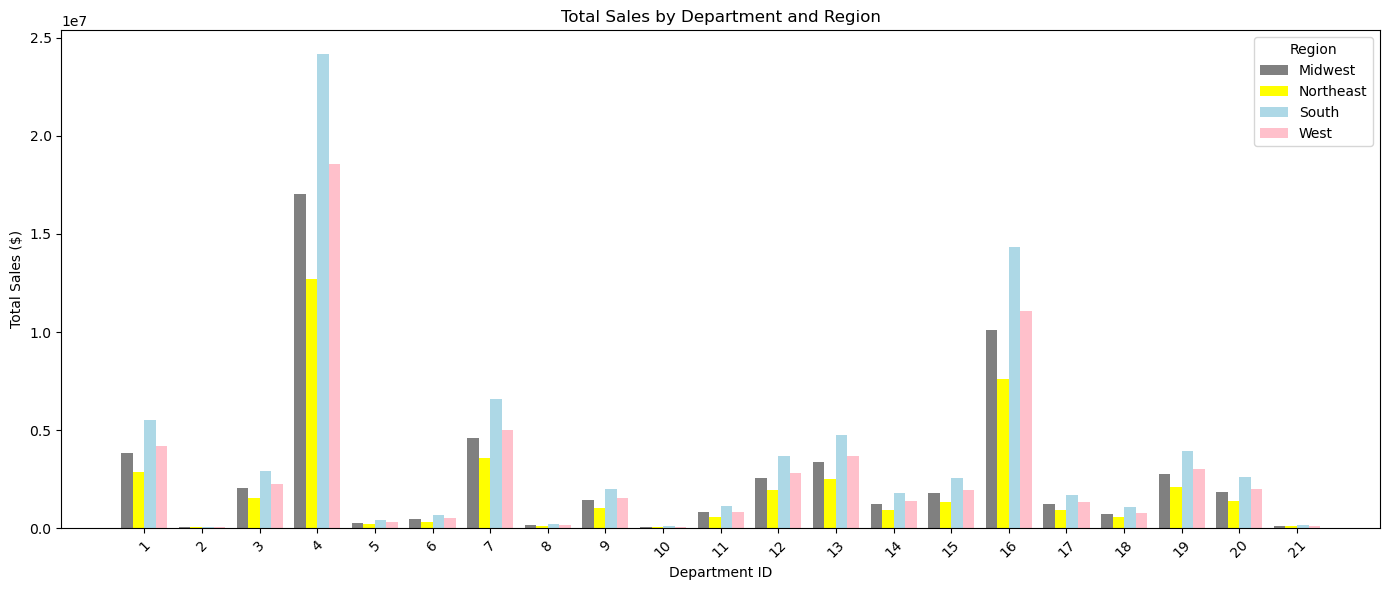 Total Sales by Department and Region
1e7
2.5
2.0
1.5
1.0
0.5
0.0
Total Sales ($)
Region
Midwest
Northeast
South
West
1 2 3 4 5 6 7 8 9 10 11 12 13 14 15 16 17 18 19 20 21
Department ID